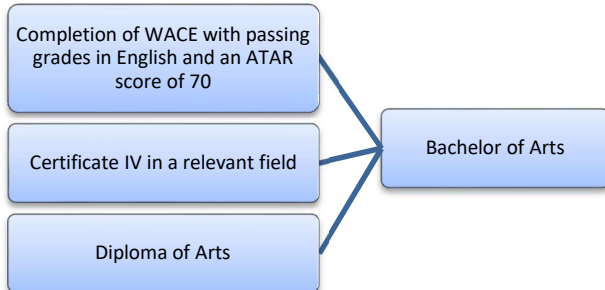 Completion of WACE with passing
grades in English and an ATAR
score of 70
Bachelor of Arts
Certificate IV in a relevant field
Diploma of Arts